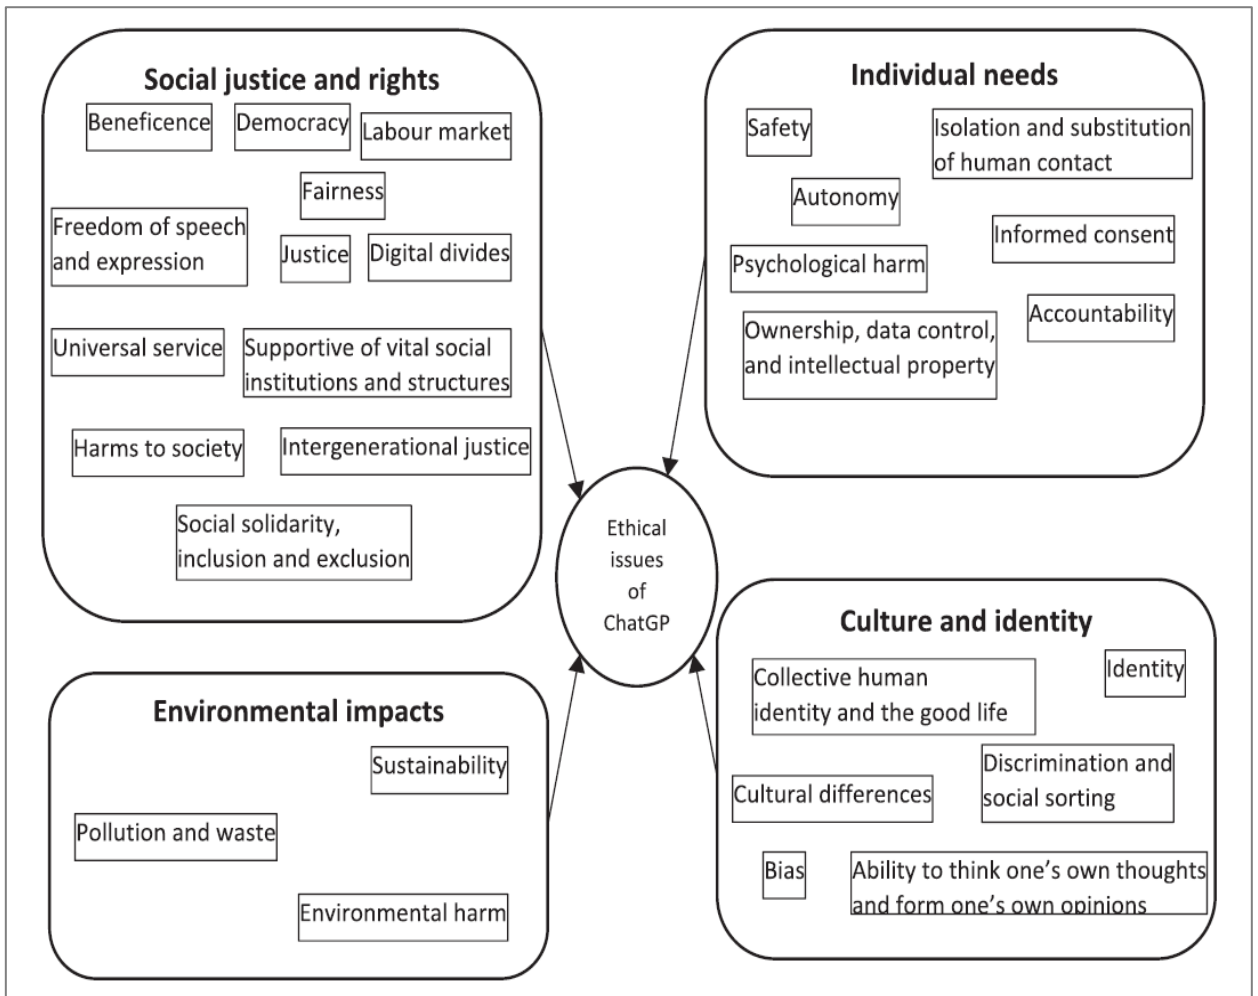 Social justice and rights
Beneficence
Democracy
Labour market
Fairness
Freedom of speech
and expression
Justice
Digital divides
Universal service
Supportive of vital social
institutions and structures
Harms to society
Intergenerational justice
Social solidarity,
inclusion and exclusion
Individual needs
Safety
Isolation and substitution
of human contact
Autonomy
Informed consent
Psychological harm
Accountability
Ownership, data control,
and intellectual property
Ethical
issues
of
ChatGP
Environmental impacts
Sustainability
Pollution and waste
Environmental harm
Culture and identity
Collective human
identity and the good life
Identity
Discrimination and
social sorting
Cultural differences
Bias
Ability to think one’s own thoughts
and form one’s own opinions